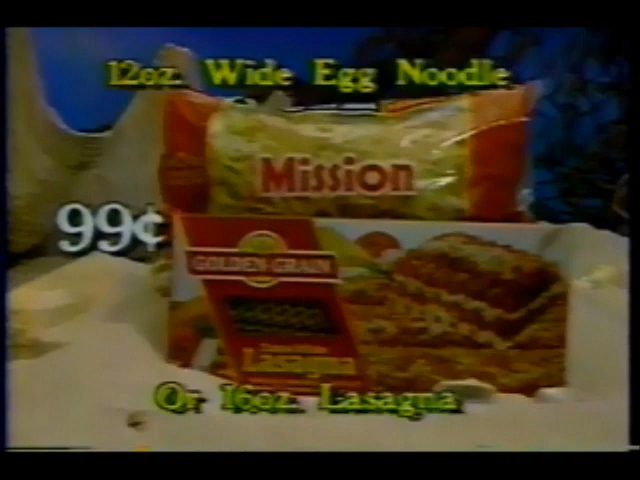 12oz. Wide Egg Noodle
Mission
99¢
GOLDEN GRAIN
Lasagna
Or 16oz. Lasagna